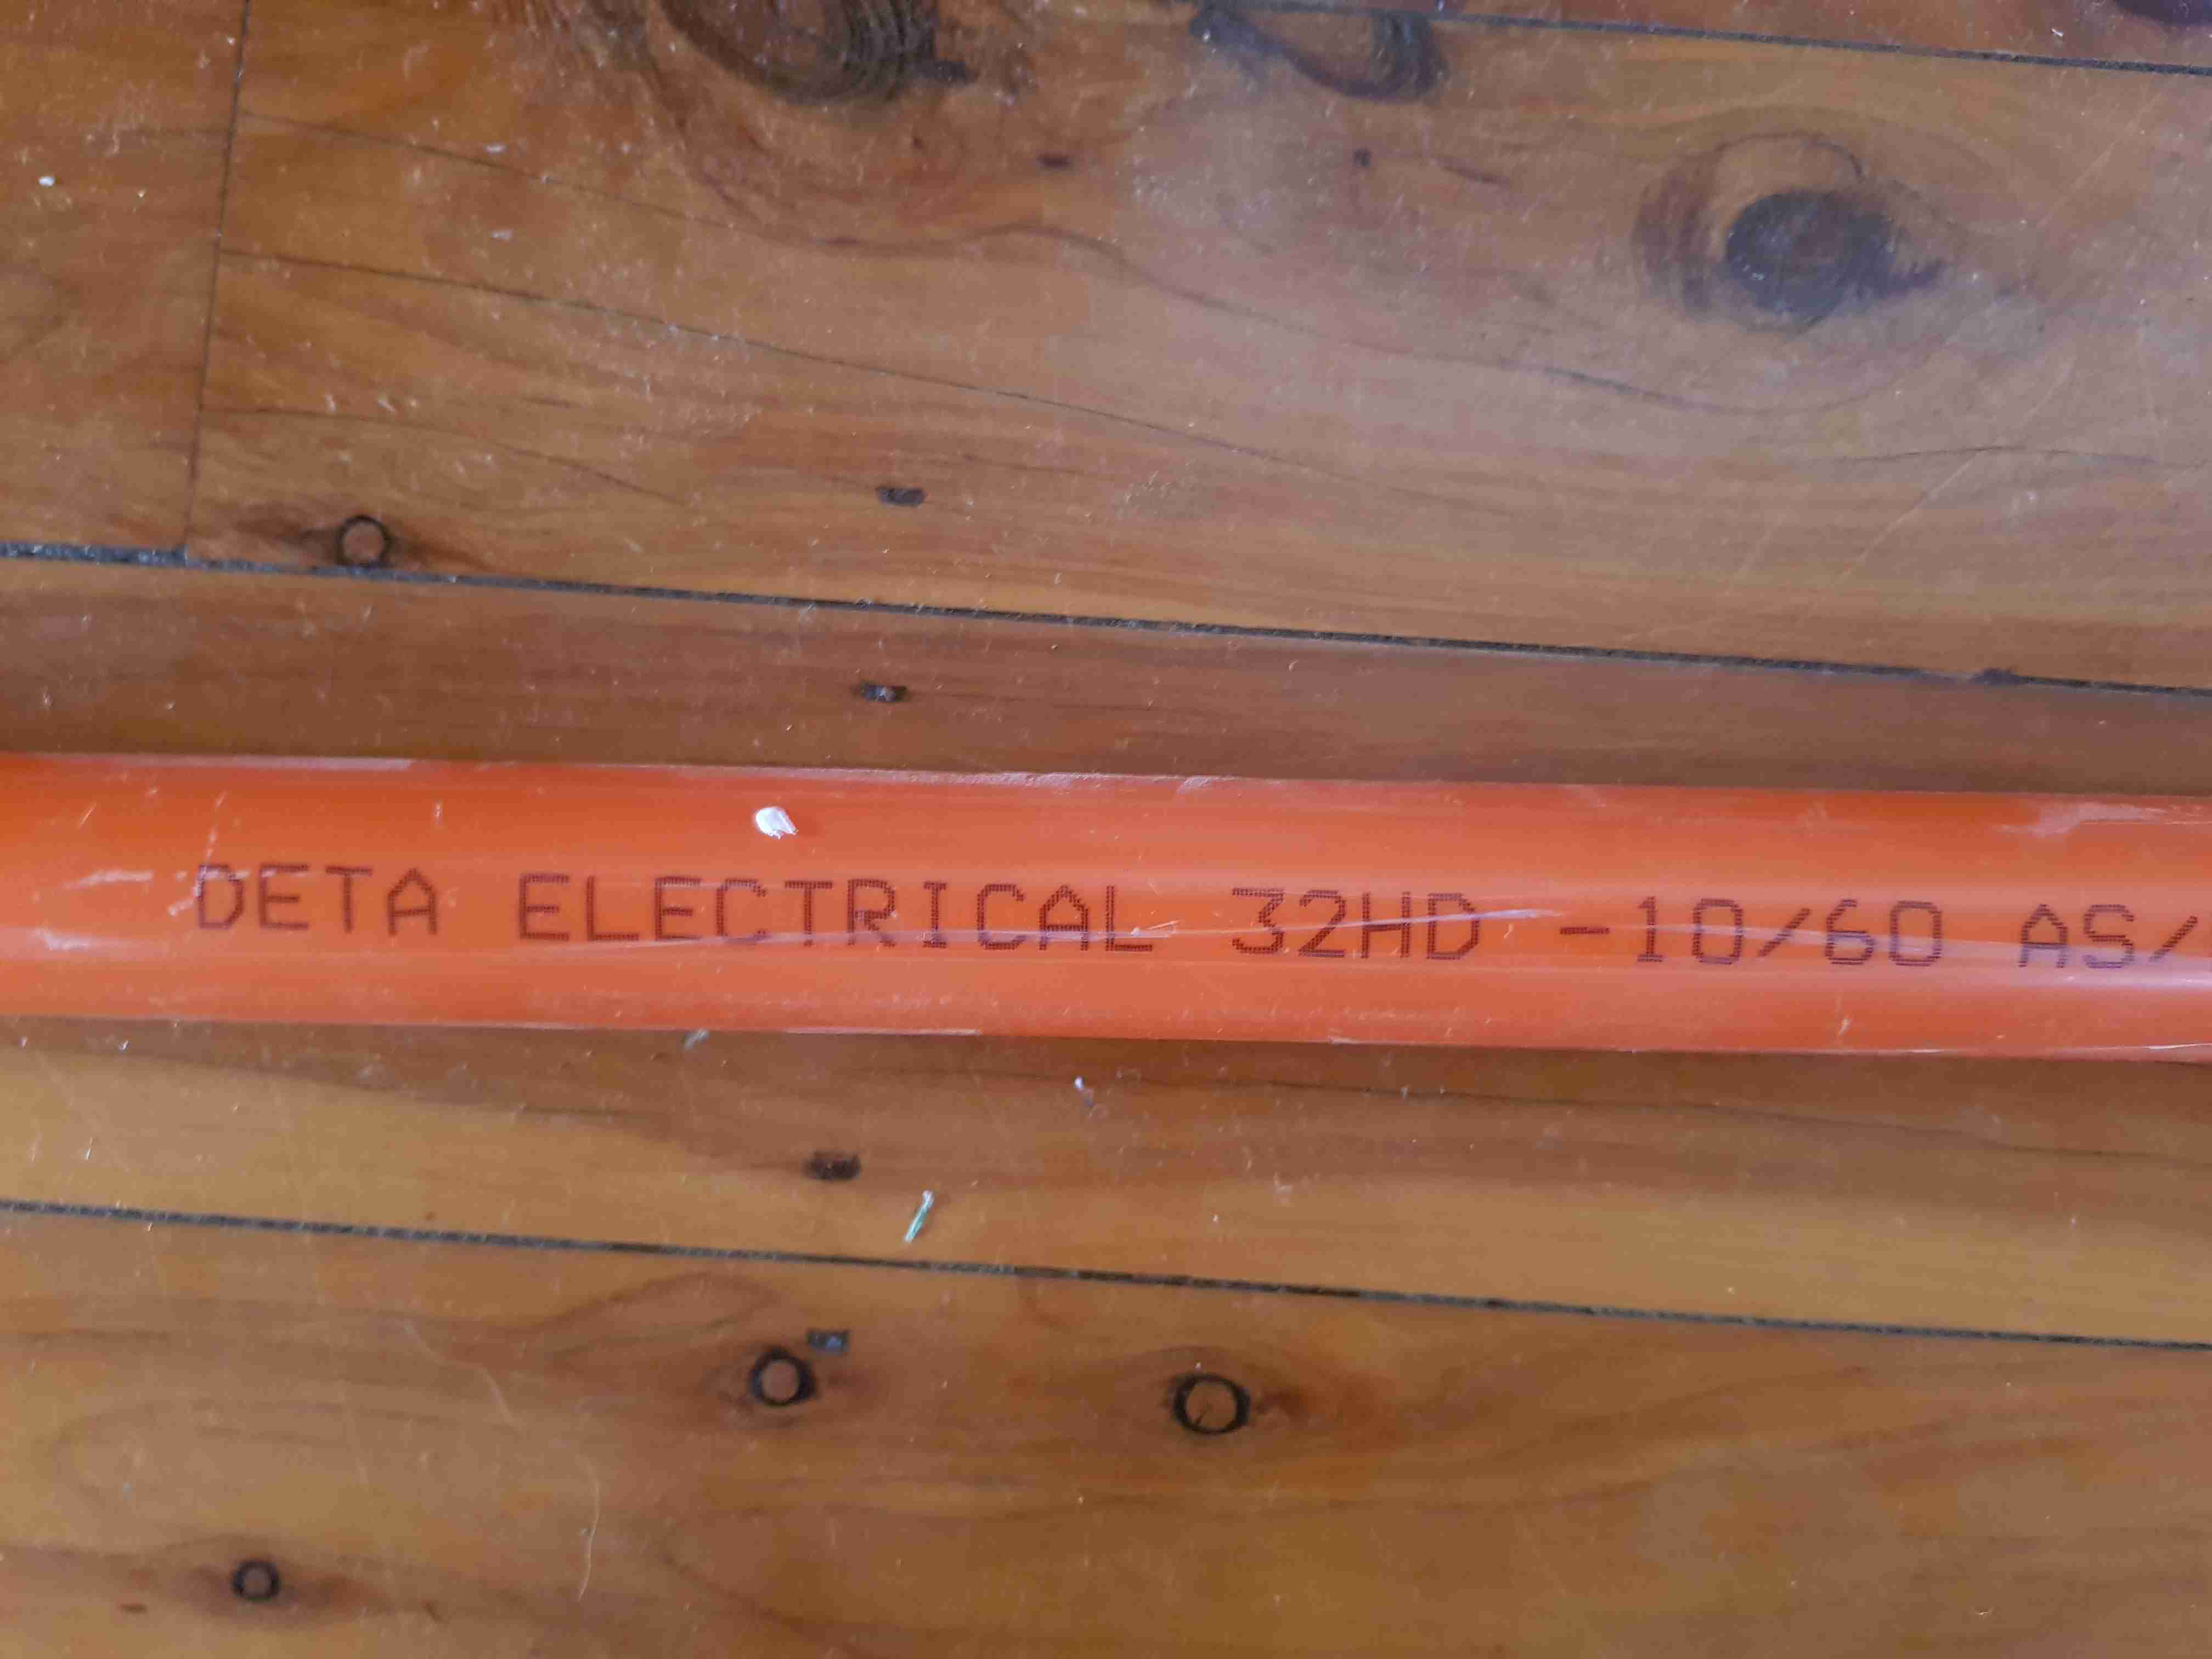 DETA ELECTRICAL 32HD -10/60 AS/